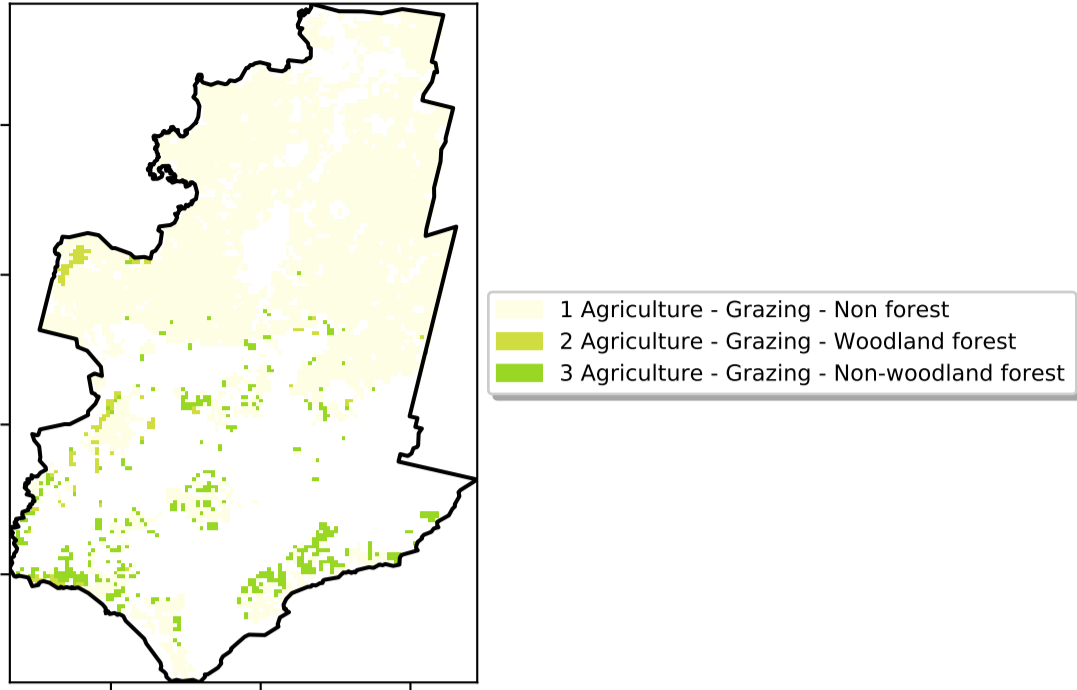 1 Agriculture - Grazing - Non forest
2 Agriculture - Grazing - Woodland forest
3 Agriculture - Grazing - Non-woodland forest